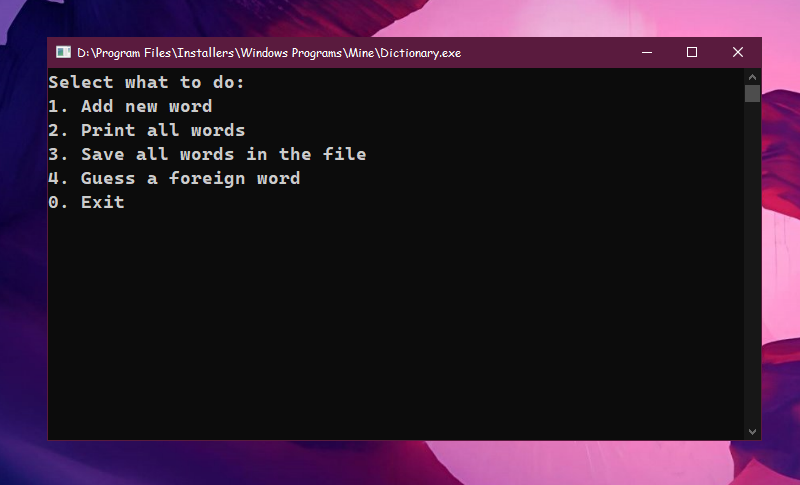 D:\Program Files\Installers\Windows Programs\Mine\Dictionary.exe
Select what to do:
1. Add new word
2. Print all words
3. Save all words in the file
4. Guess a foreign word
0. Exit